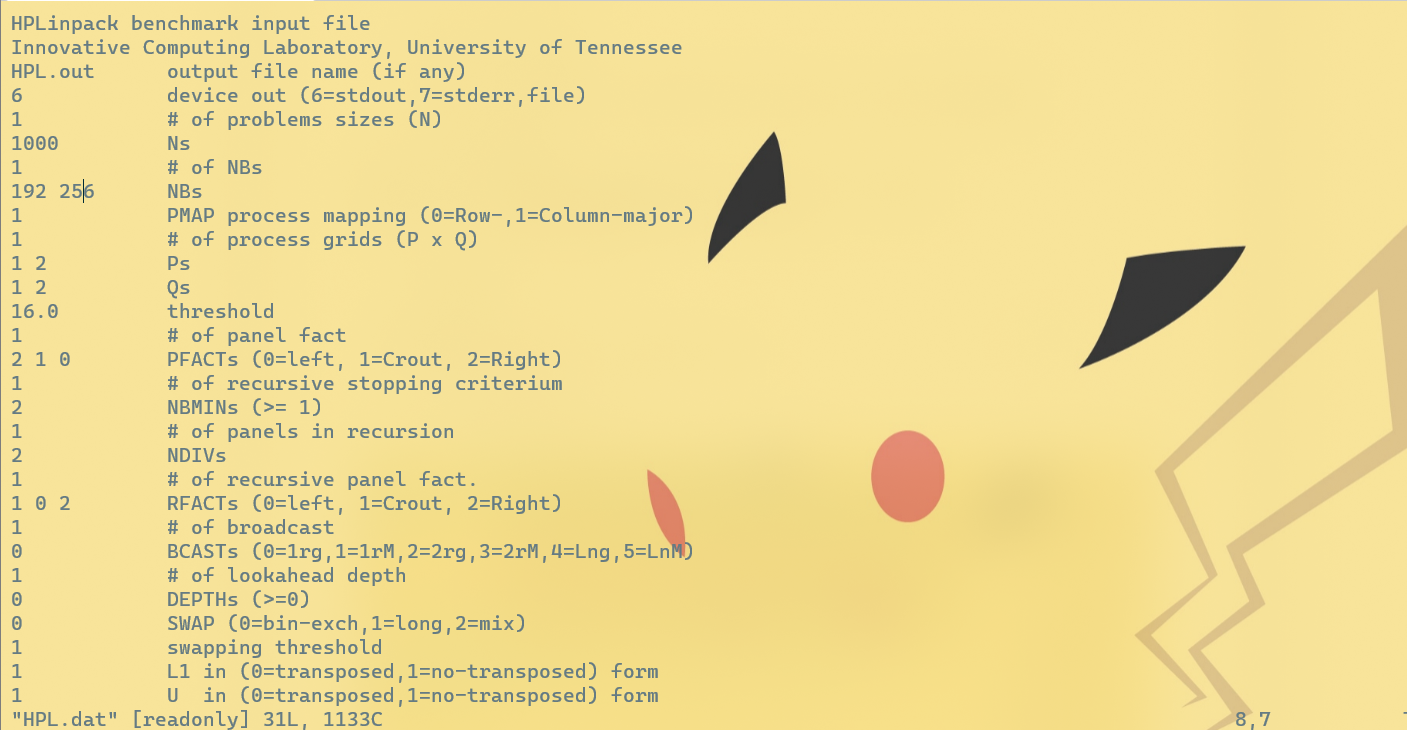 HPLinpack benchmark input file
Innovative Computing Laboratory, University of Tennessee
HPL.out      output file name (if any)
6            device out (6=stdout,7=stderr,file)
1            # of problems sizes (N)
1000         Ns
1            # of NBs
192 256      NBs
1            PMAP process mapping (0=Row-,1=Column-major)
1            # of process grids (P x Q)
1 2          Ps
1 2          Qs
16.0         threshold
1            # of panel fact
2 1 0        PFACTs (0=left, 1=Crout, 2=Right)
1            # of recursive stopping criterium
2            NBMINs (>= 1)
1            # of panels in recursion
2            NDIVs
1            # of recursive panel fact.
1 0 2        RFACTs (0=left, 1=Crout, 2=Right)
1            # of broadcast
0            BCASTs (0=1rg,1=1rM,2=2rg,3=2rM,4=Lng,5=LnM)
1            # of lookahead depth
0            DEPTHs (>=0)
0            SWAP (0=bin-exch,1=long,2=mix)
1            swapping threshold
1            L1 in (0=transposed,1=no-transposed) form
1            U  in (0=transposed,1=no-transposed) form
"HPL.dat" [readonly] 31L, 1133C                    8,7